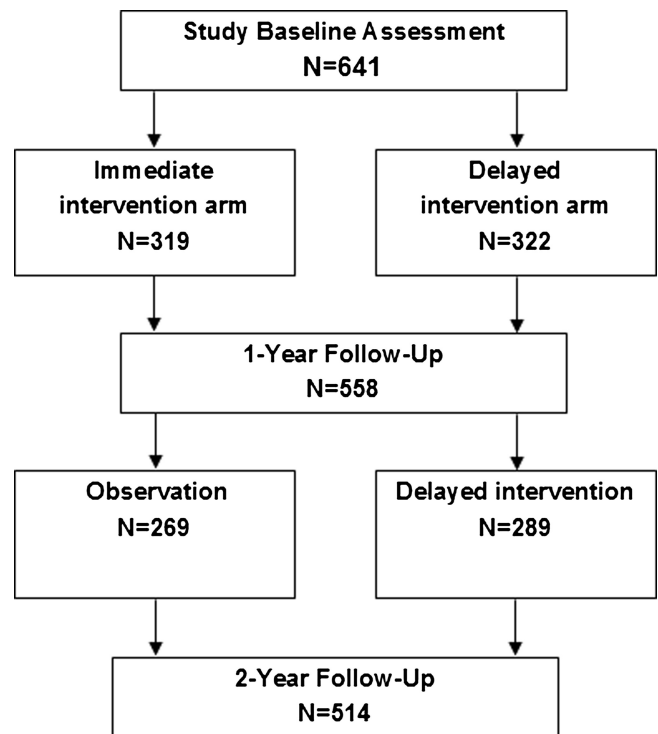 Study Baseline Assessment
N=641
Immediate
intervention arm
N=319
Delayed
intervention arm
N=322
1-Year Follow-Up
N=558
Observation
N=269
Delayed intervention
N=289
2-Year Follow-Up
N=514